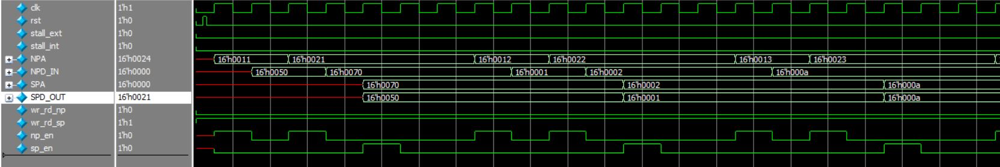 clk 1'h1
rst 1'h0
stall_ext 1'h0
stall_int 1'h0
NPA 16'h0024 16'h0011 16'h0021 16'h0012 16'h0022 16'h0013 16'h0023
NPD_IN 16'h0000 16'h0050 16'h0070 16'h0001 16'h0002 16'h000a
SPA 16'h0000 16'h0070 16'h0002 16'h000a
SPD_OUT 16'h0021 16'h0050 16'h0001 16'h000a
wr_rd_np 1'h0
wr_rd_sp 1'h1
np_en 1'h0
sp_en 1'h0